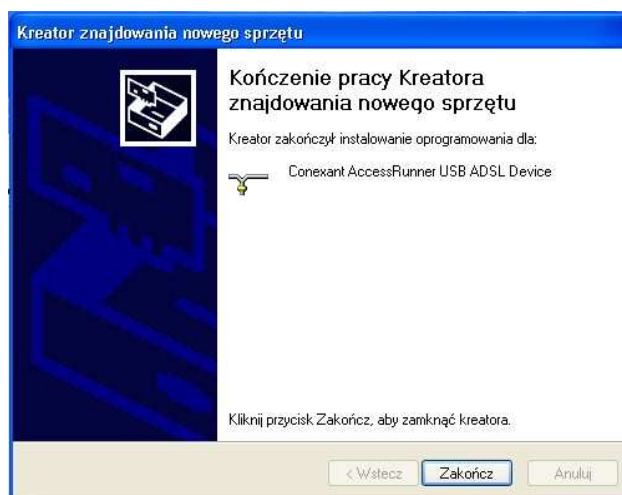 Kreator znajdowania nowego sprzętu
Kończenie pracy Kreatora
znajdowania nowego sprzętu
Kreator zakończył instalowanie oprogramowania dla:
Conexant AccessRunner USB ADSL Device
Kliknij przycisk Zakończ, aby zamknąć kreatora.
< Wstecz
Zakończ
Anuluj